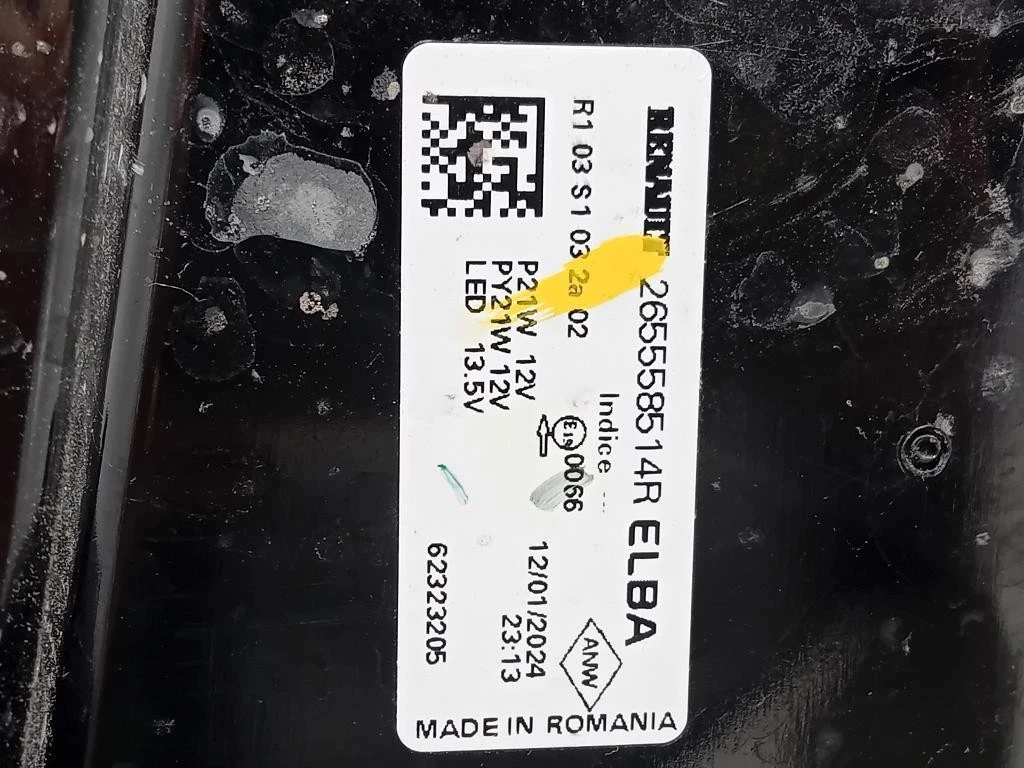 RENAULT 265558514R ELBA
Indice ---
R1 03 S1 03 2a 02
E19 0066
P21W 12V
PY21W 12V
LED 13.5V
12/01/2024
23:13
62323205
ANW
MADE IN ROMANIA